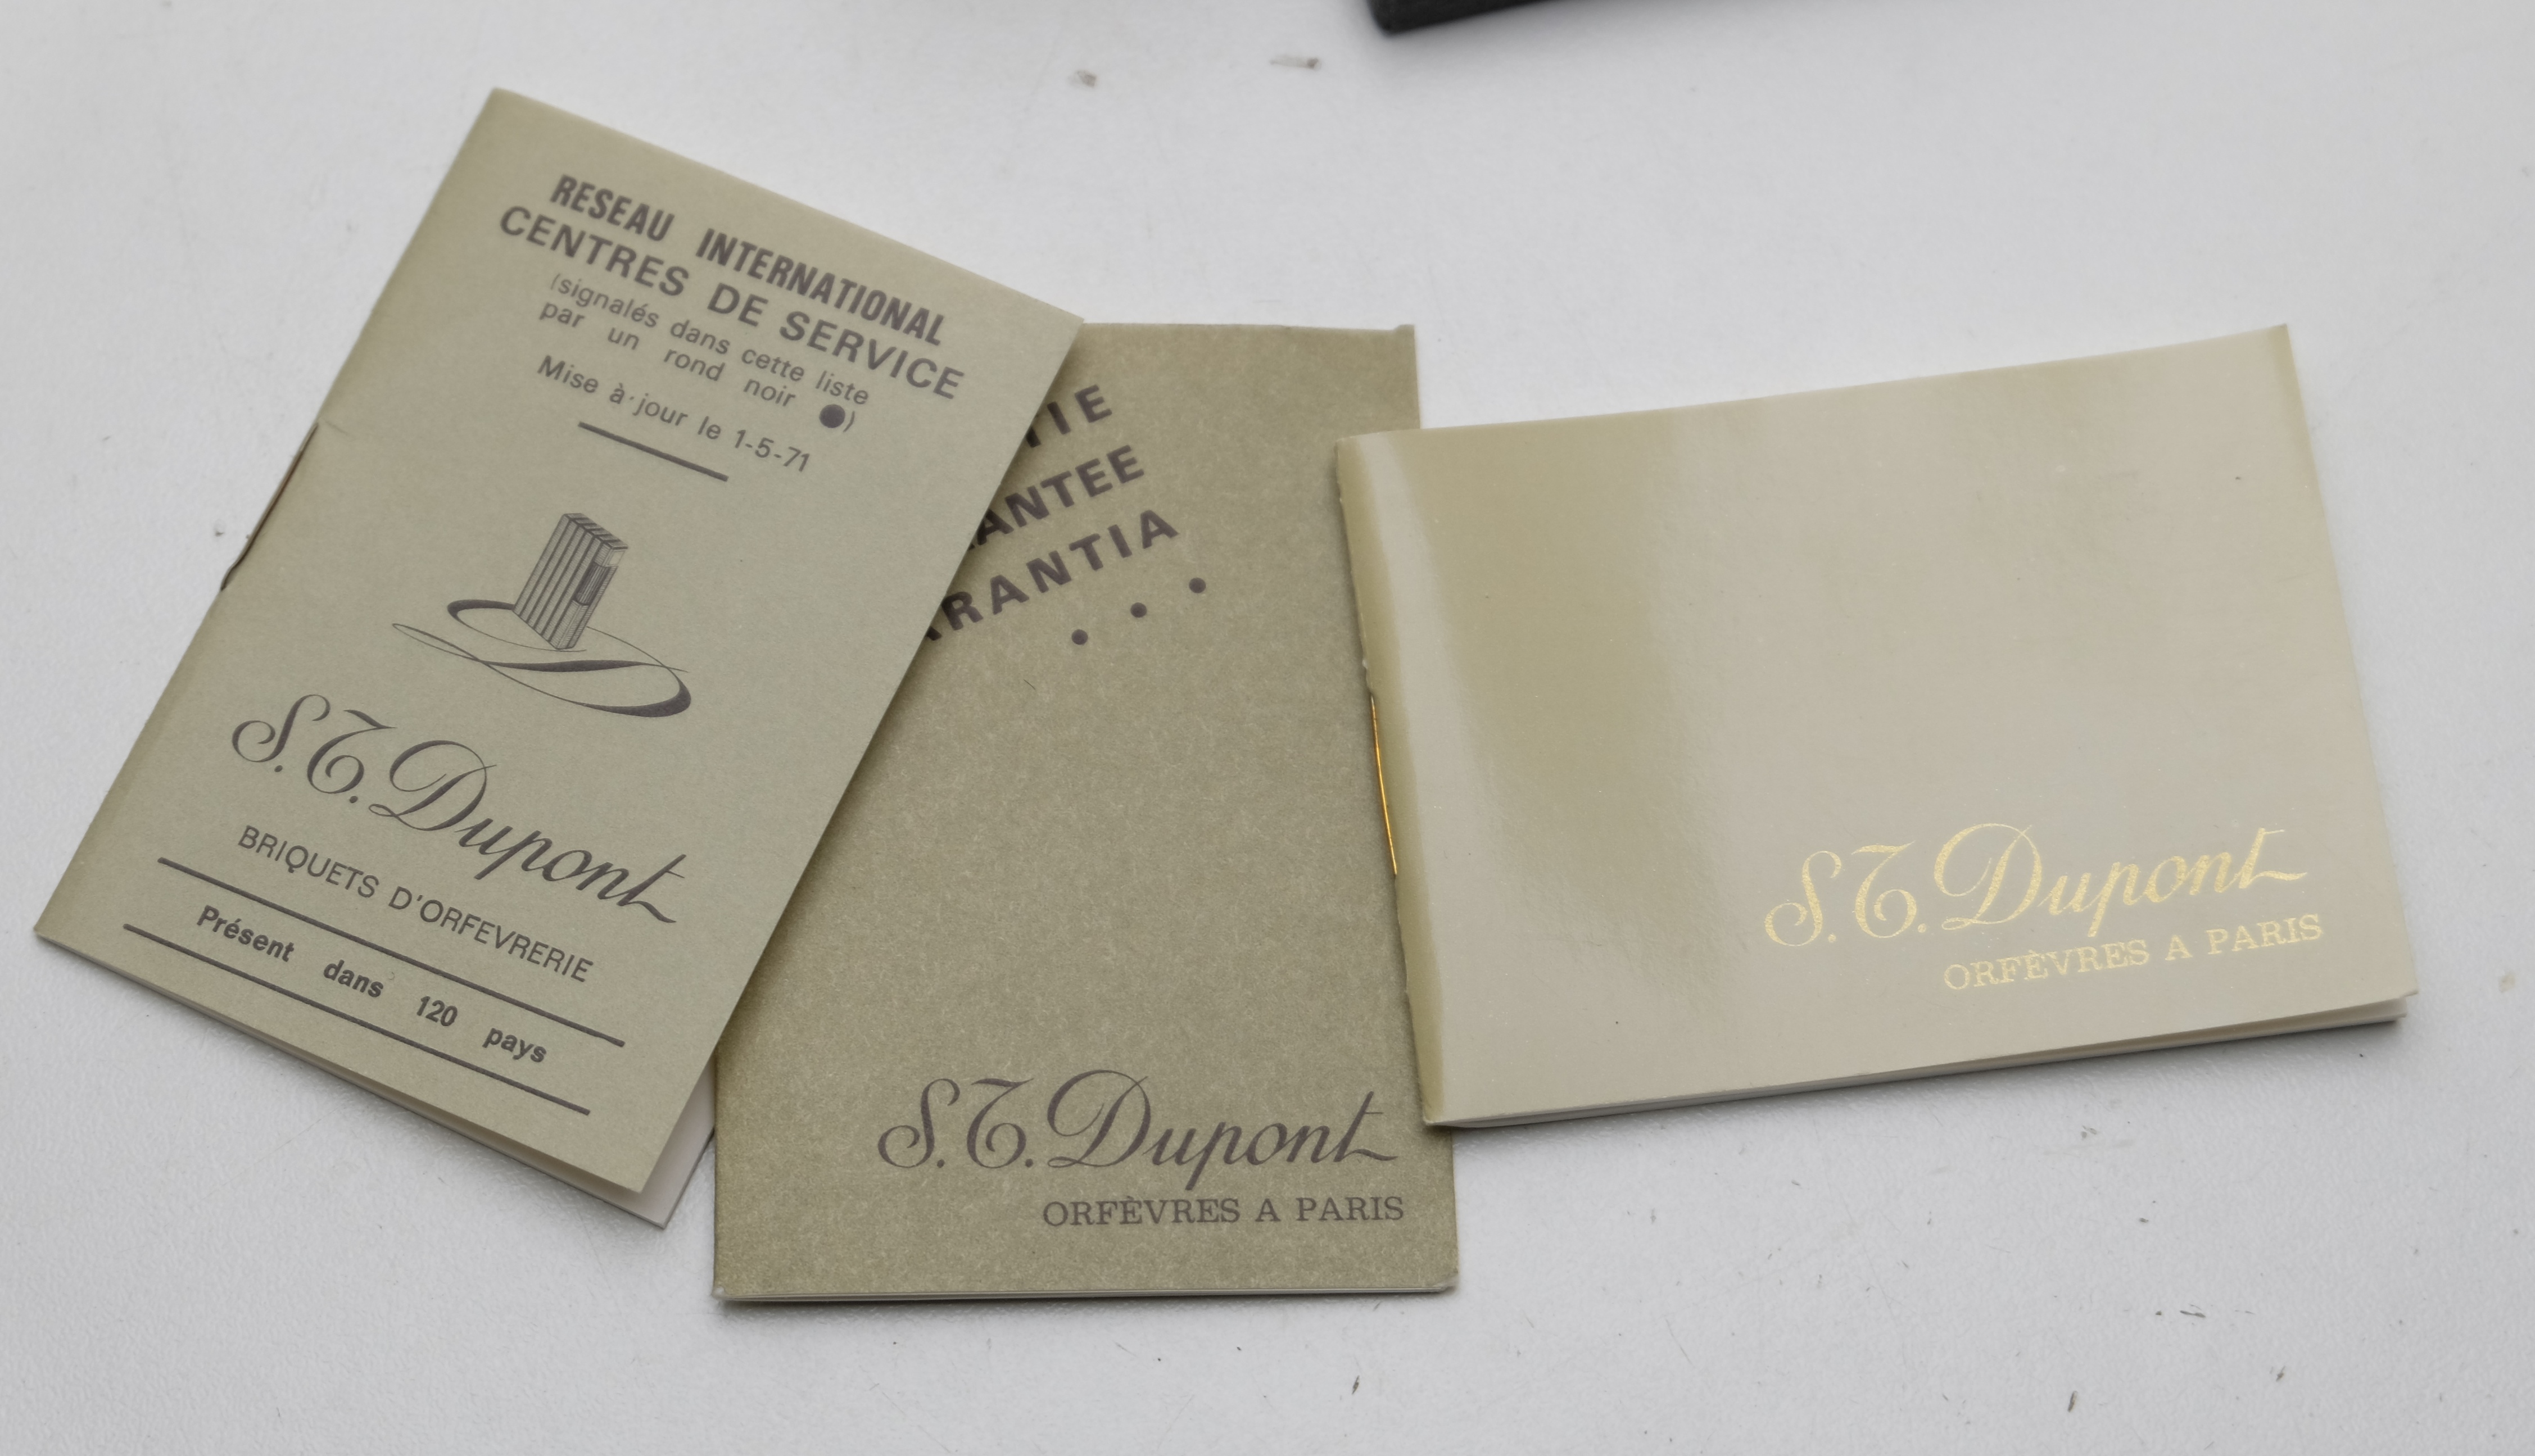 RESEAU INTERNATIONAL
CENTRES DE SERVICE
(signalés dans cette liste
par un rond noir ●)
Mise à jour le 1-5-71
S.T. Dupont
BRIQUETS D'ORFEVRERIE
Présent dans 120 pays
TIE
ANTEE
RANTIA
• • •
S.T. Dupont
ORFÈVRES A PARIS
S.T. Dupont
ORFÈVRES A PARIS